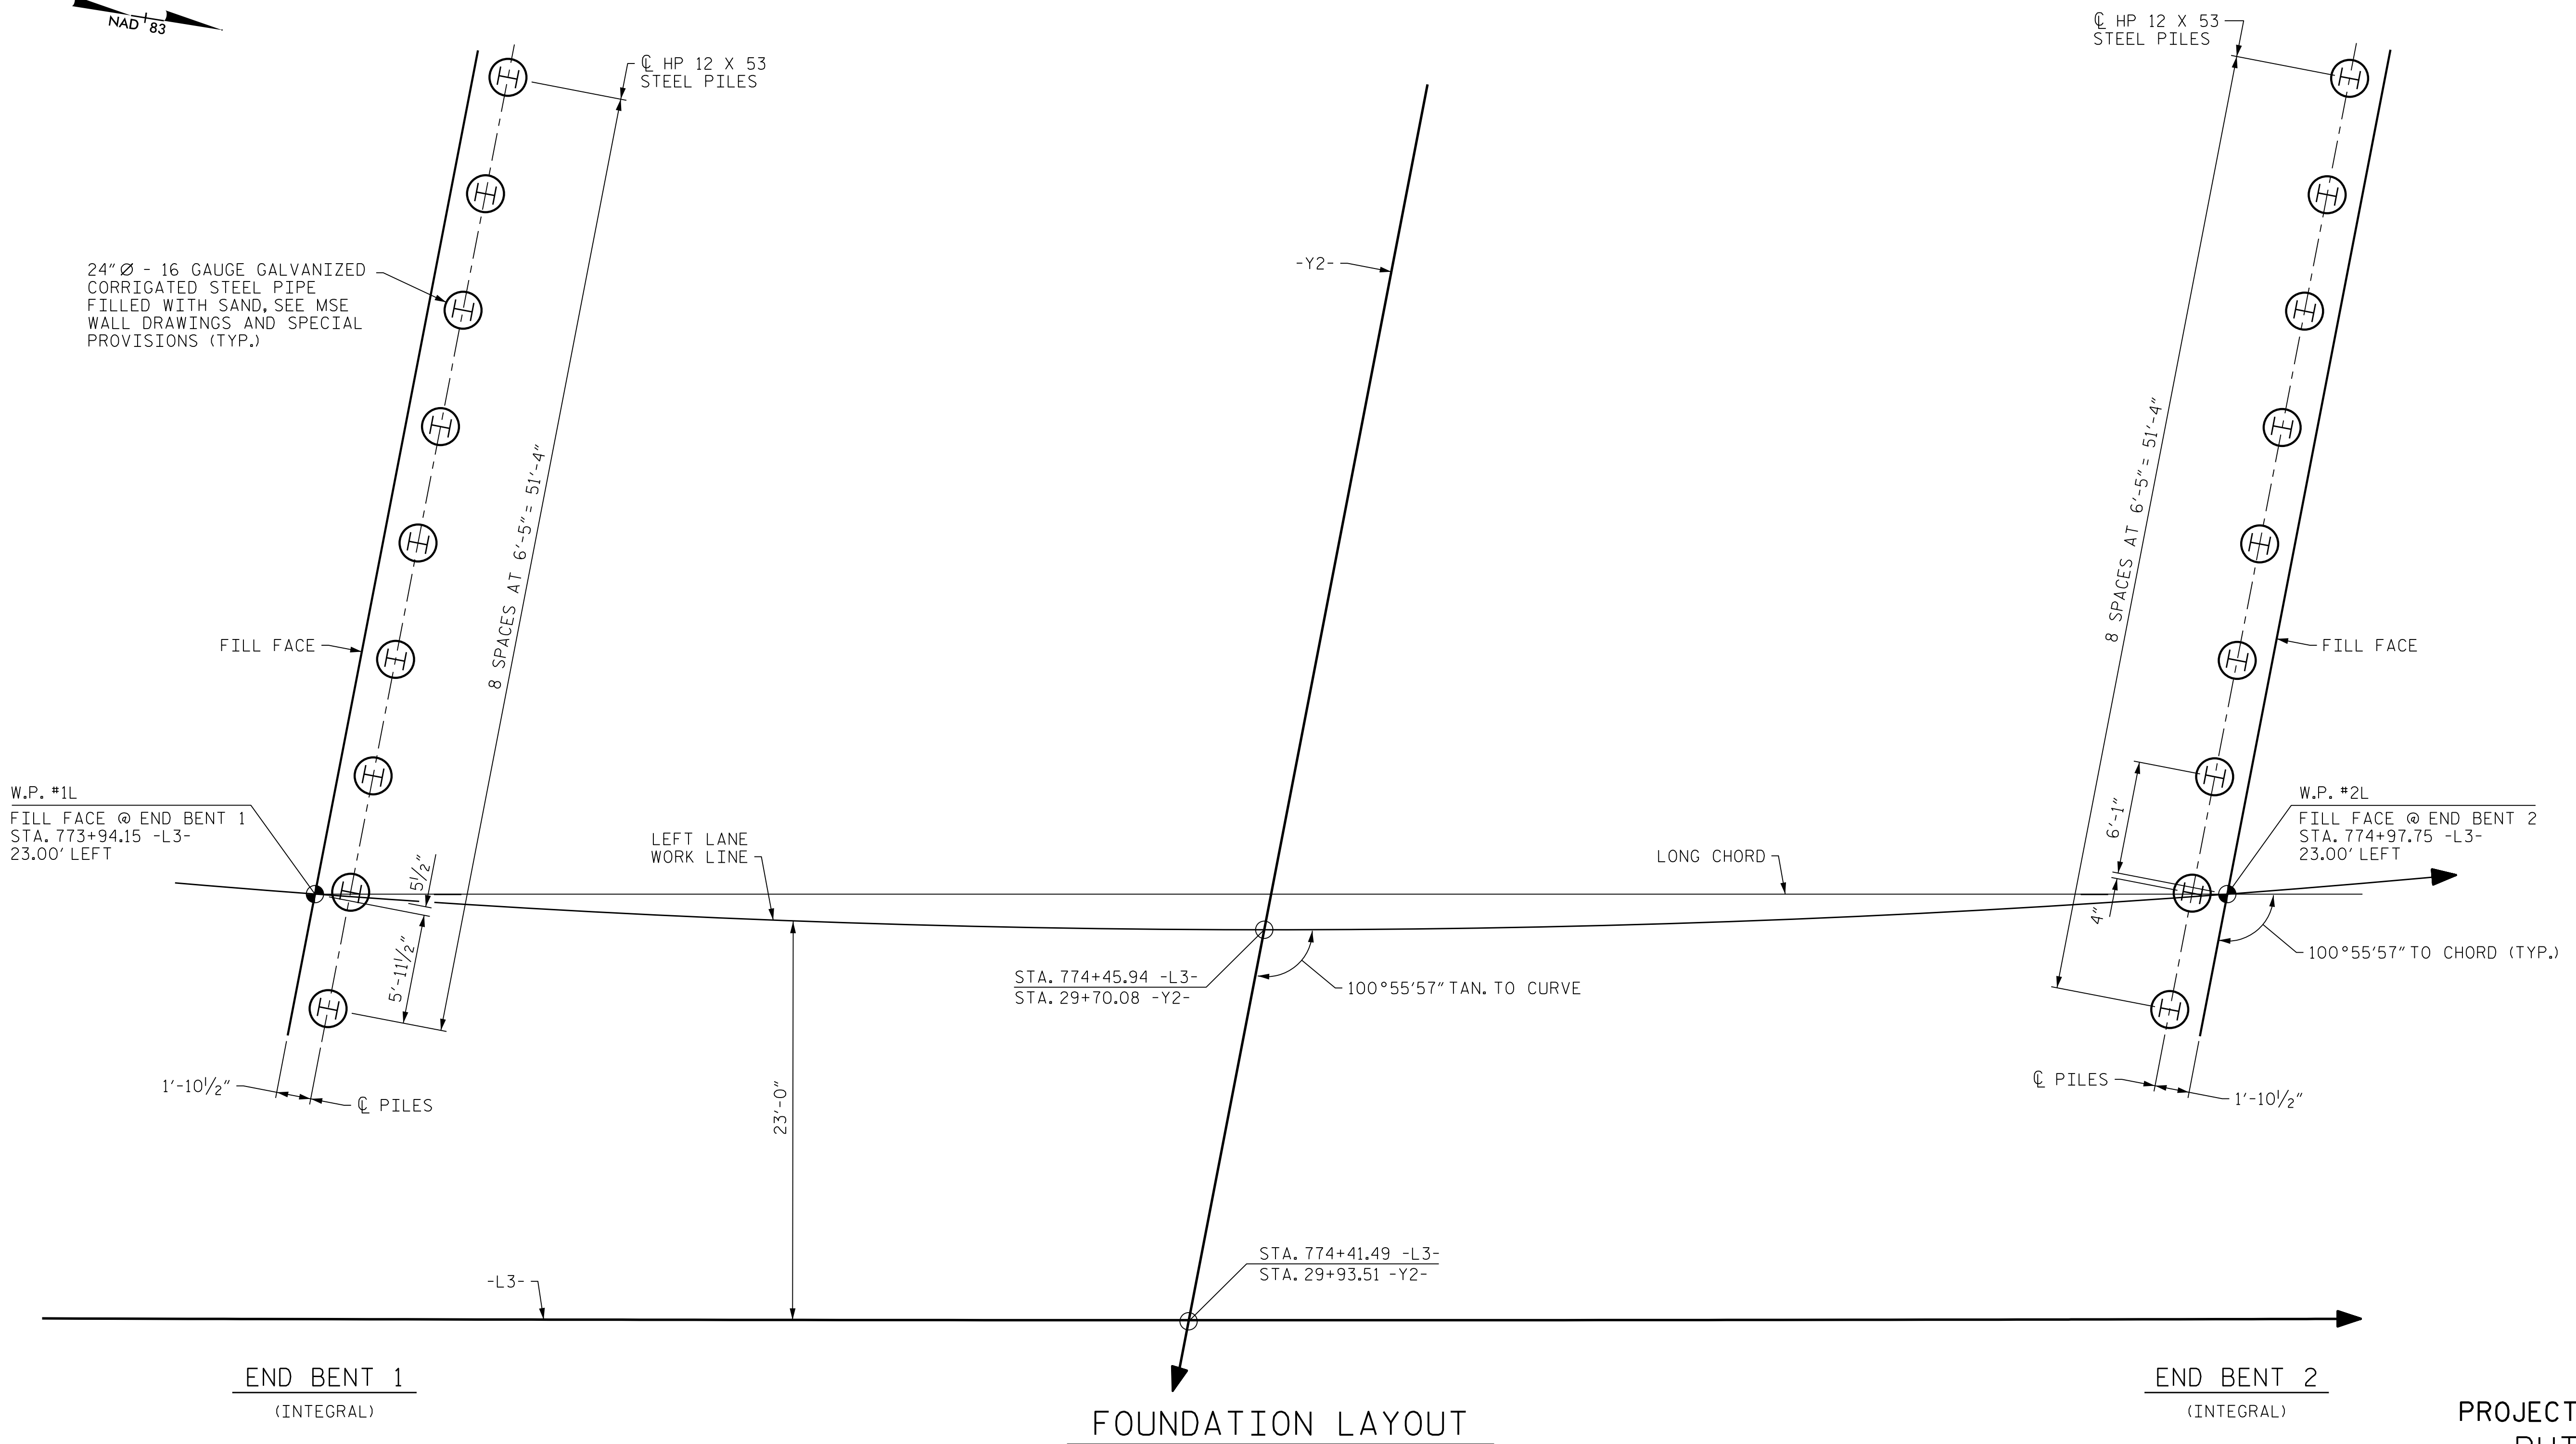 NAD 83
℄ HP 12 X 53
STEEL PILES
℄ HP 12 X 53
STEEL PILES
24"Ø - 16 GAUGE GALVANIZED
CORRIGATED STEEL PIPE
FILLED WITH SAND, SEE MSE
WALL DRAWINGS AND SPECIAL
PROVISIONS (TYP.)
-Y2-
8 SPACES AT 6'-5" = 51'-4"
8 SPACES AT 6'-5" = 51'-4"
FILL FACE
FILL FACE
W.P. #1L
FILL FACE @ END BENT 1
STA. 773+94.15 -L3-
23.00' LEFT
5½"
5'-11½"
LEFT LANE
WORK LINE
LONG CHORD
6'-1"
4"
W.P. #2L
FILL FACE @ END BENT 2
STA. 774+97.75 -L3-
23.00' LEFT
100°55'57" TO CHORD (TYP.)
STA. 774+45.94 -L3-
STA. 29+70.08 -Y2-
100°55'57" TAN. TO CURVE
1'-10½"
℄ PILES
23'-0"
℄ PILES
1'-10½"
STA. 774+41.49 -L3-
STA. 29+93.51 -Y2-
-L3-
END BENT 1
(INTEGRAL)
END BENT 2
(INTEGRAL)
FOUNDATION LAYOUT
PROJECT